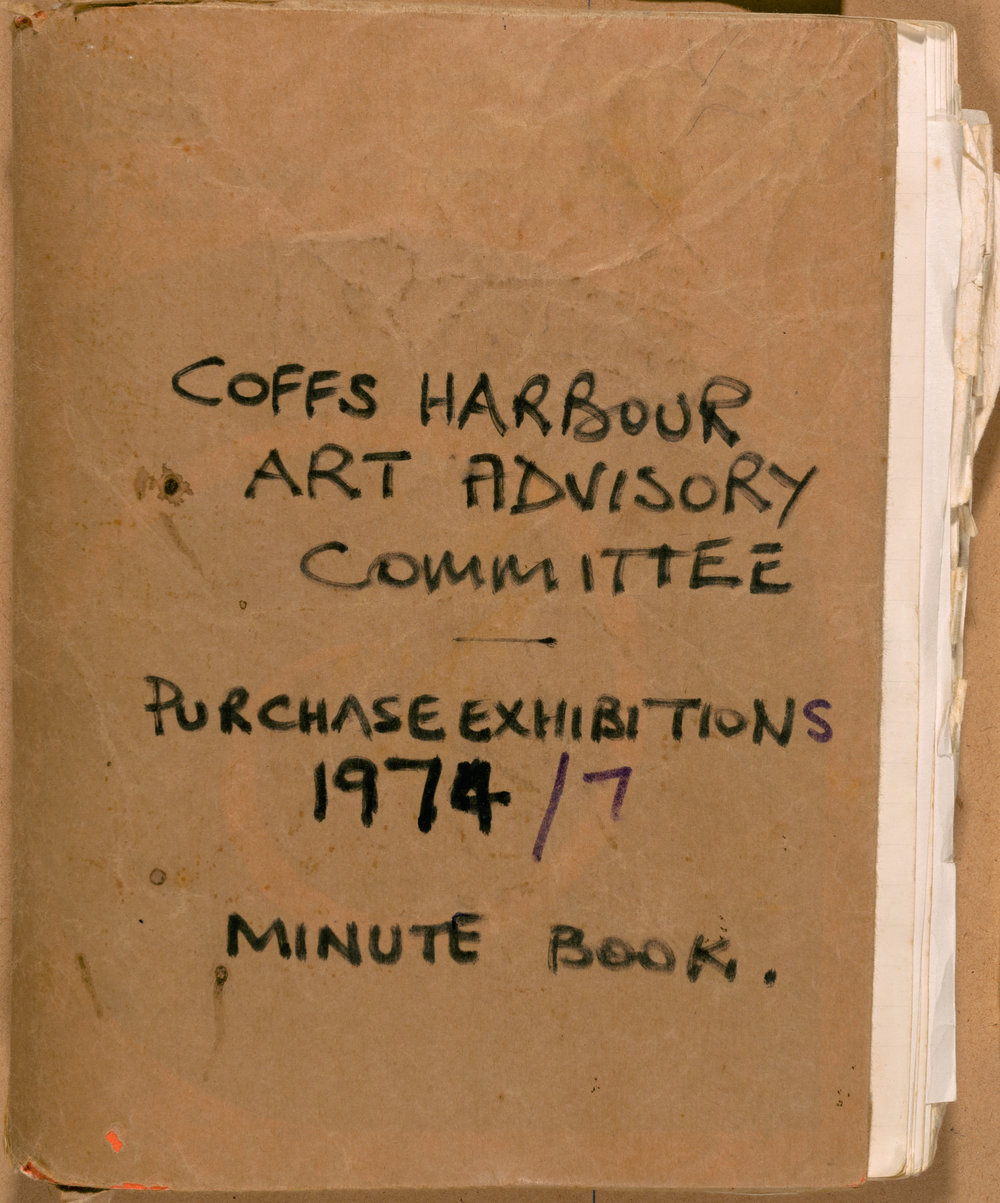 COFFS HARBOUR
ART ADVISORY
COMMITTEE
PURCHASE EXHIBITIONS
1974/7
MINUTE BOOK.